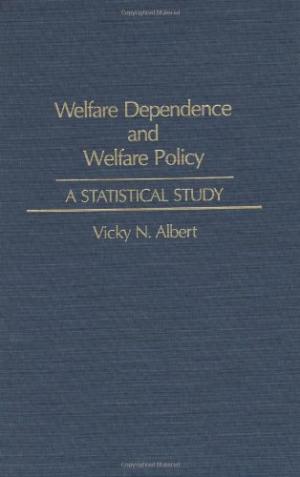 Welfare Dependence
and
Welfare Policy
A STATISTICAL STUDY
Vicky N. Albert